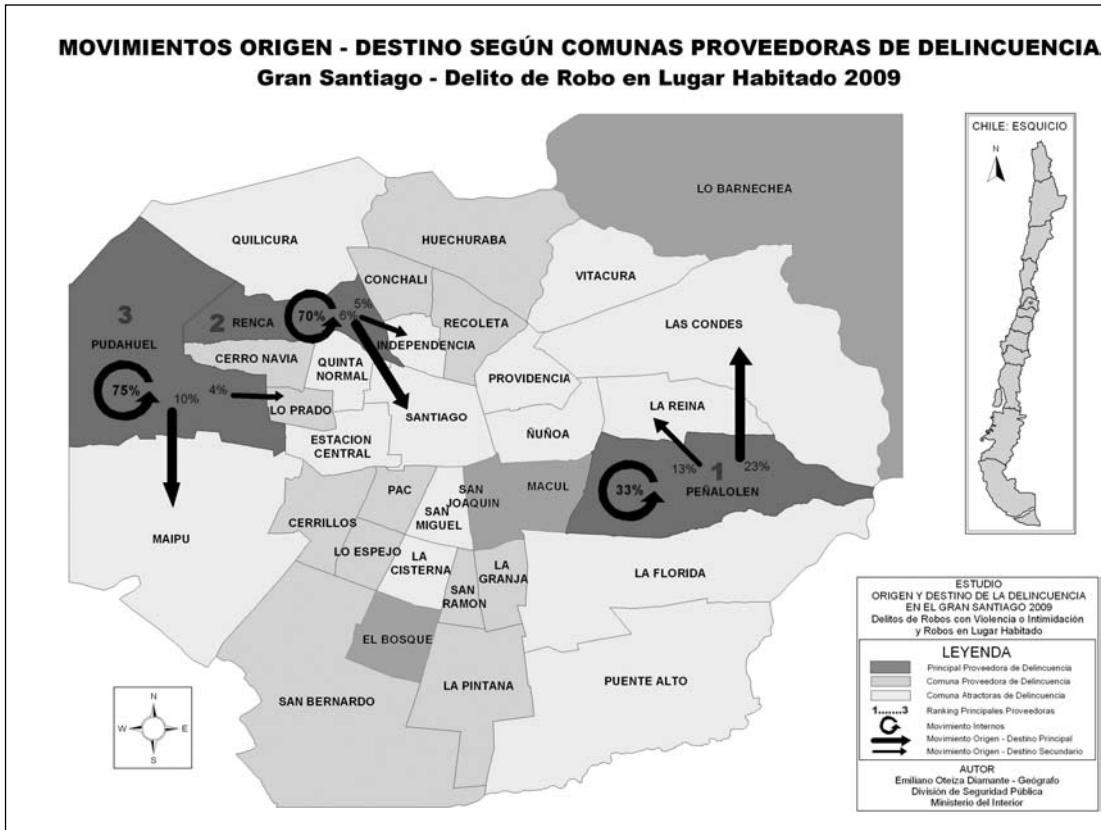 MOVIMIENTOS ORIGEN - DESTINO SEGÚN COMUNAS PROVEEDORAS DE DELINCUENCIA
Gran Santiago - Delito de Robo en Lugar Habitado 2009
CHILE: ESQUICIO
N
LO BARNECHEA
QUILICURA
HUECHURABA
VITACURA
CONCHALI
3
2
RENCA
70%
5%
6%
RECOLETA
LAS CONDES
PUDAHUEL
INDEPENDENCIA
CERRO NAVIA
QUINTA
NORMAL
PROVIDENCIA
75%
10%
4%
LO PRADO
SANTIAGO
LA REINA
ESTACION
CENTRAL
ÑUÑOA
13%
1
23%
33%
PEÑALOLEN
PAC
SAN
JOAQUIN
MACUL
SAN
MIGUEL
CERRILLOS
MAIPU
LO ESPEJO
LA
CISTERNA
LA
GRANJA
LA FLORIDA
SAN
RAMON
EL BOSQUE
PUENTE ALTO
LA PINTANA
SAN BERNARDO
N
W
E
S
ESTUDIO
ORIGEN Y DESTINO DE LA DELINCUENCIA
EN EL GRAN SANTIAGO 2009
Delitos de Robos con Violencia o Intimidación
y Robos en Lugar Habitado
LEYENDA
Principal Proveedora de Delincuencia
Comuna Proveedora de Delincuencia
Comuna Atractoras de Delincuencia
1.......3 Ranking Principales Proveedoras
Movimiento Internos
Movimiento Origen - Destino Principal
Movimiento Origen - Destino Secundario
AUTOR
Emiliano Oteíza Diamante - Geógrafo
División de Seguridad Pública
Ministerio del Interior